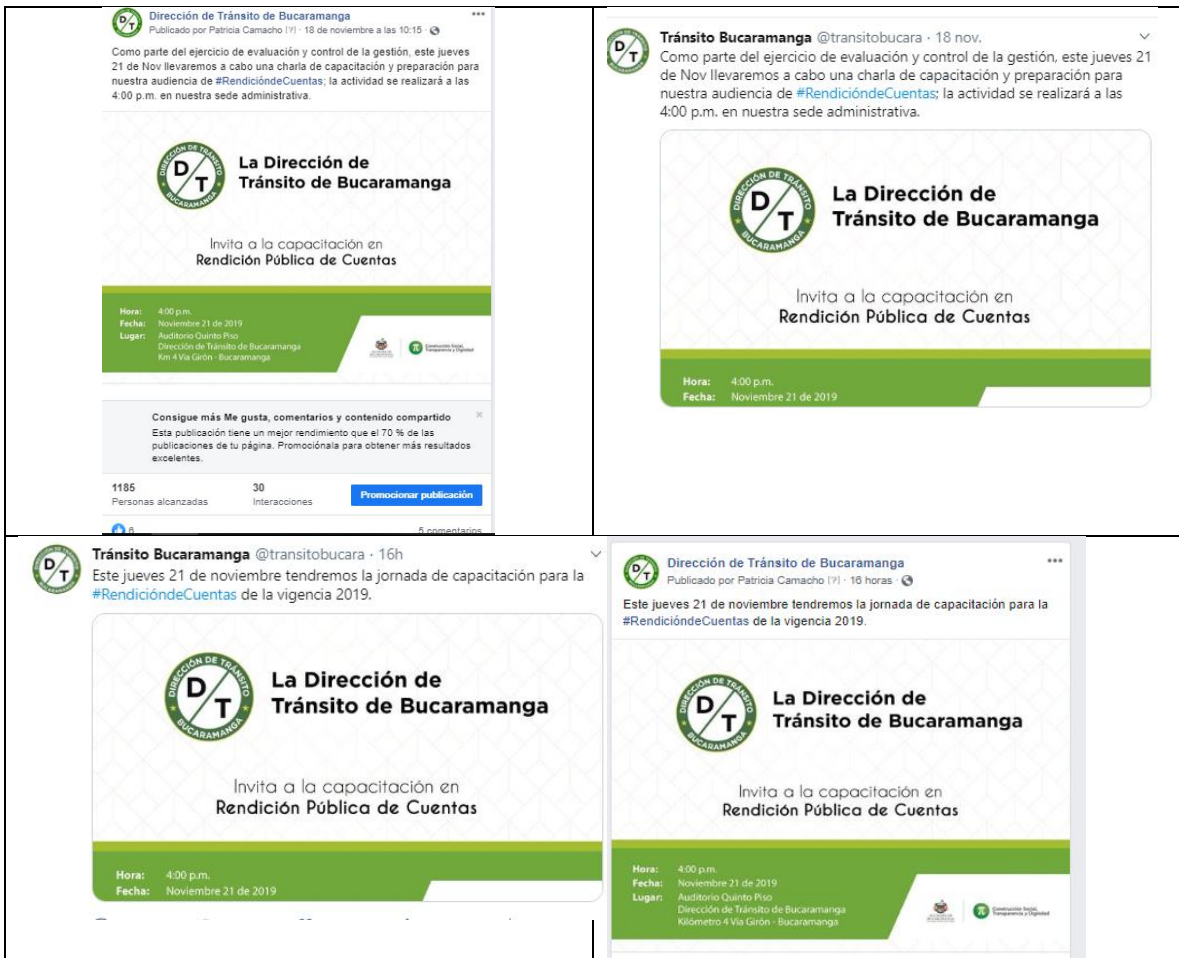 Dirección de Tránsito de Bucaramanga
Publicado por Patricia Camacho [?] · 18 de noviembre a las 10:15 ·
Como parte del ejercicio de evaluación y control de la gestión, este jueves
21 de Nov llevaremos a cabo una charla de capacitación y preparación para
nuestra audiencia de #RendicióndeCuentas; la actividad se realizará a las
4:00 p.m. en nuestra sede administrativa.
DIRECCIÓN DE TRÁNSITO
D/T
BUCARAMANGA
La Dirección de
Tránsito de Bucaramanga
Invita a la capacitación en
Rendición Pública de Cuentas
Hora: 4:00 p.m.
Fecha: Noviembre 21 de 2019
Lugar: Auditorio Quinto Piso
Dirección de Tránsito de Bucaramanga
Km 4 Vía Girón - Bucaramanga
Construcción Social,
Transparencia y Dignidad
Consigue más Me gusta, comentarios y contenido compartido
Esta publicación tiene un mejor rendimiento que el 70 % de las
publicaciones de tu página. Promociónala para obtener más resultados
excelentes.
1185
Personas alcanzadas
30
Interacciones
Promocionar publicación
6
5 comentarios
Tránsito Bucaramanga @transitobucara · 18 nov.
Como parte del ejercicio de evaluación y control de la gestión, este jueves 21
de Nov llevaremos a cabo una charla de capacitación y preparación para
nuestra audiencia de #RendicióndeCuentas; la actividad se realizará a las
4:00 p.m. en nuestra sede administrativa.
DIRECCIÓN DE TRÁNSITO
D/T
BUCARAMANGA
La Dirección de
Tránsito de Bucaramanga
Invita a la capacitación en
Rendición Pública de Cuentas
Hora: 4:00 p.m.
Fecha: Noviembre 21 de 2019
Tránsito Bucaramanga @transitobucara · 16h
Este jueves 21 de noviembre tendremos la jornada de capacitación para la
#RendicióndeCuentas de la vigencia 2019.
DIRECCIÓN DE TRÁNSITO
D/T
BUCARAMANGA
La Dirección de
Tránsito de Bucaramanga
Invita a la capacitación en
Rendición Pública de Cuentas
Hora: 4:00 p.m.
Fecha: Noviembre 21 de 2019
Dirección de Tránsito de Bucaramanga
Publicado por Patricia Camacho [?] · 16 horas ·
Este jueves 21 de noviembre tendremos la jornada de capacitación para la
#RendicióndeCuentas de la vigencia 2019.
DIRECCIÓN DE TRÁNSITO
D/T
BUCARAMANGA
La Dirección de
Tránsito de Bucaramanga
Invita a la capacitación en
Rendición Pública de Cuentas
Hora: 4:00 p.m.
Fecha: Noviembre 21 de 2019
Lugar: Auditorio Quinto Piso
Dirección de Tránsito de Bucaramanga
Kilómetro 4 Vía Girón - Bucaramanga
Construcción Social,
Transparencia y Dignidad